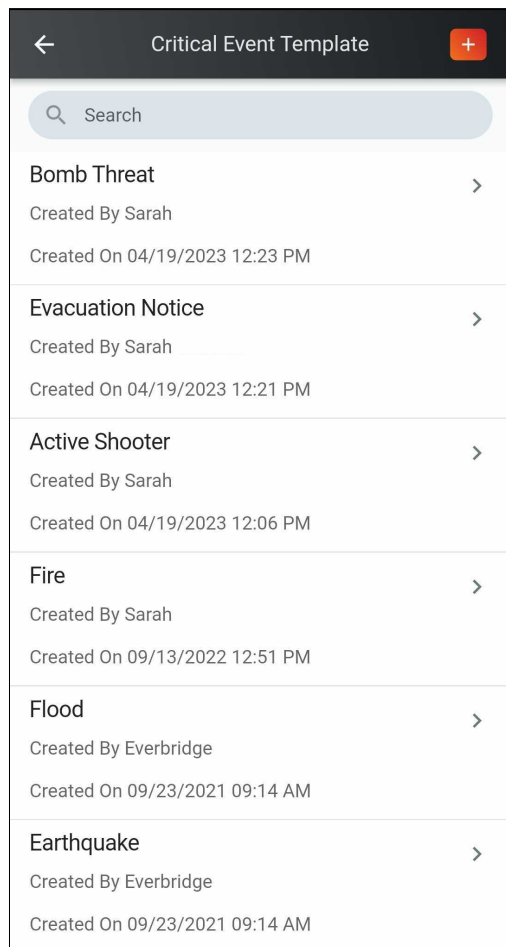 Critical Event Template
Search
Bomb Threat
Created By Sarah
Created On 04/19/2023 12:23 PM
Evacuation Notice
Created By Sarah
Created On 04/19/2023 12:21 PM
Active Shooter
Created By Sarah
Created On 04/19/2023 12:06 PM
Fire
Created By Sarah
Created On 09/13/2022 12:51 PM
Flood
Created By Everbridge
Created On 09/23/2021 09:14 AM
Earthquake
Created By Everbridge
Created On 09/23/2021 09:14 AM